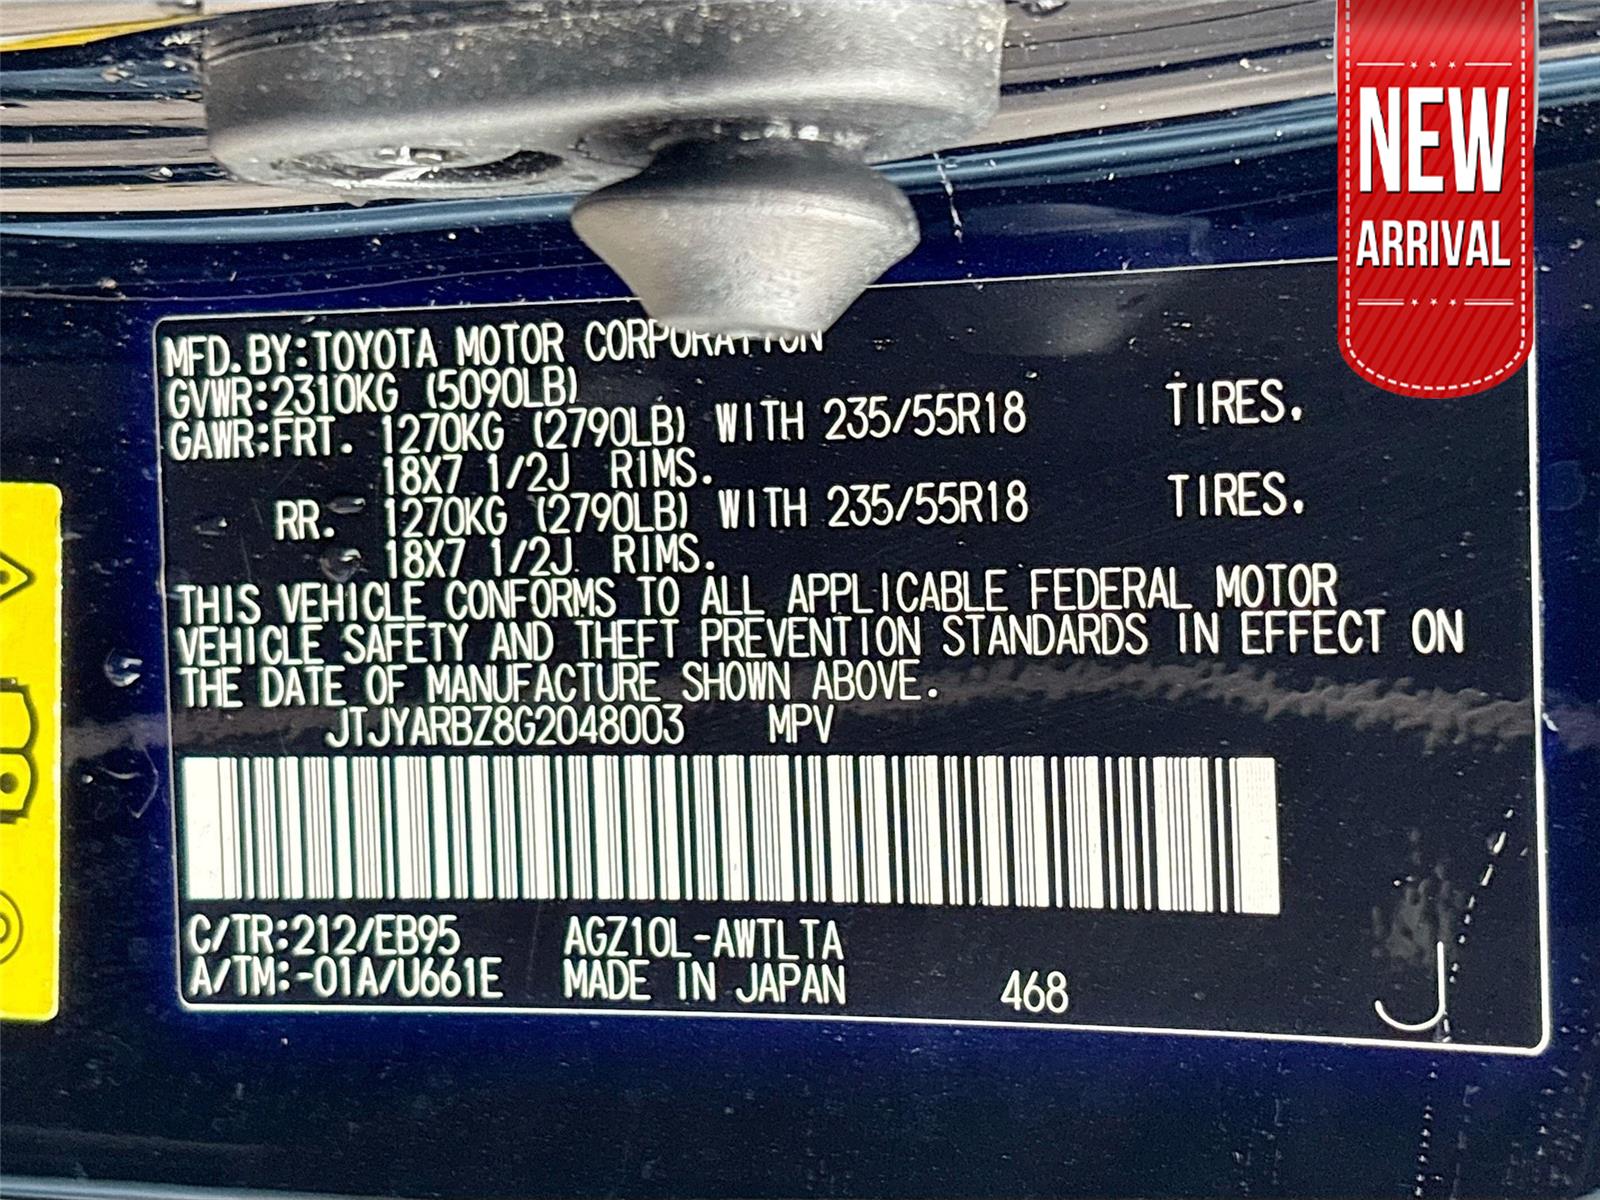 NEW
ARRIVAL
MFD.BY:TOYOTA MOTOR CORPORATION
GVWR:2310KG (5090LB)
GAWR:FRT. 1270KG (2790LB) WITH 235/55R18 TIRES.
18X7 1/2J RIMS.
RR. 1270KG (2790LB) WITH 235/55R18 TIRES.
18X7 1/2J RIMS.
THIS VEHICLE CONFORMS TO ALL APPLICABLE FEDERAL MOTOR
VEHICLE SAFETY AND THEFT PREVENTION STANDARDS IN EFFECT ON
THE DATE OF MANUFACTURE SHOWN ABOVE.
JTJYARBZ8G2048003 MPV
C/TR:212/EB95 AGZ10L-AWTLTA
A/TM:-01A/U661E MADE IN JAPAN 468
J